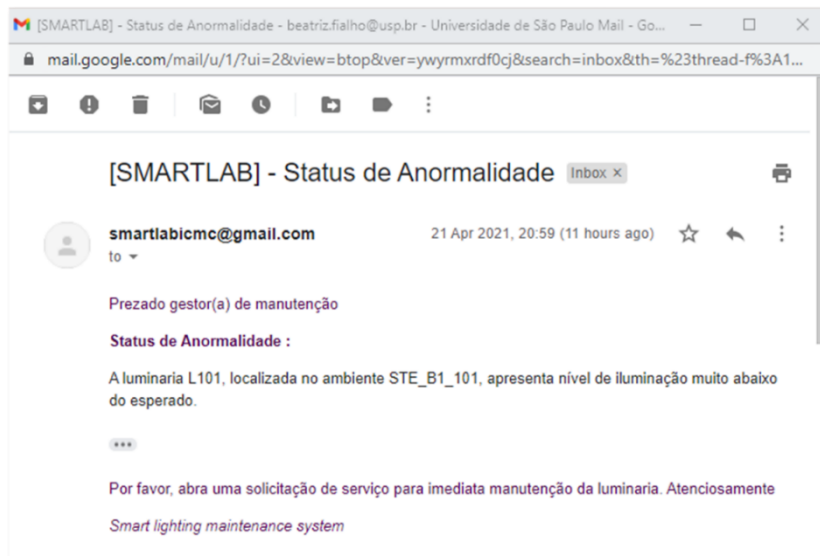 [SMARTLAB] - Status de Anormalidade - beatriz.fialho@usp.br - Universidade de São Paulo Mail - Go...
mail.google.com/mail/u/1/?ui=2&view=btop&ver=ywyrmxrdf0cj&search=inbox&th=%23thread-f%3A1...
[SMARTLAB] - Status de Anormalidade Inbox ×
smartlabicmc@gmail.com 21 Apr 2021, 20:59 (11 hours ago)
to
Prezado gestor(a) de manutenção
Status de Anormalidade :
A luminaria L101, localizada no ambiente STE_B1_101, apresenta nível de iluminação muito abaixo
do esperado.
•••
Por favor, abra uma solicitação de serviço para imediata manutenção da luminaria. Atenciosamente
Smart lighting maintenance system